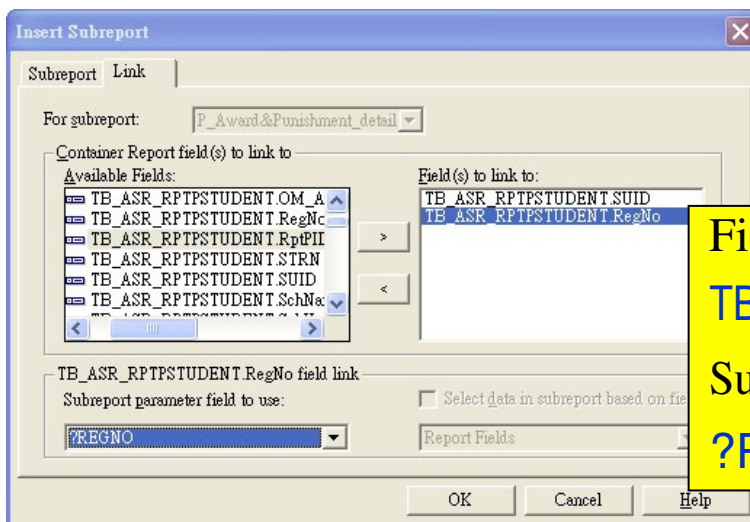 Insert Subreport
Subreport Link
For subreport: P_Award&Punishment_detail
Container Report field(s) to link to
Available Fields: Field(s) to link to:
TB_ASR_RPTPSTUDENT.OM_A
TB_ASR_RPTPSTUDENT.RegNo
TB_ASR_RPTPSTUDENT.RptPII
TB_ASR_RPTPSTUDENT.STRN
TB_ASR_RPTPSTUDENT.SUID
TB_ASR_RPTPSTUDENT.SchNa
TB_ASR_RPTPSTUDENT.SUID
TB_ASR_RPTPSTUDENT.RegNo
>
<
TB_ASR_RPTPSTUDENT.RegNo field link
Subreport parameter field to use:
Select data in subreport based on fie
?REGNO
Report Fields
OK Cancel Help
Fi
TB
Su
?R